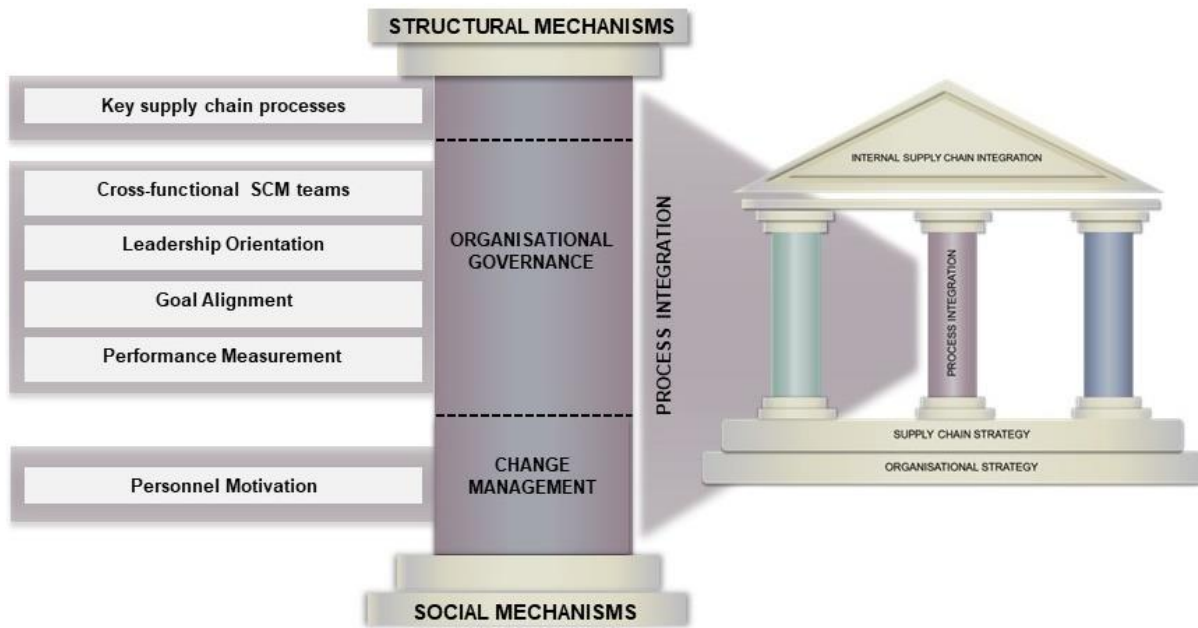 STRUCTURAL MECHANISMS
Key supply chain processes
Cross-functional SCM teams
Leadership Orientation
Goal Alignment
Performance Measurement
Personnel Motivation
ORGANISATIONAL
GOVERNANCE
CHANGE
MANAGEMENT
SOCIAL MECHANISMS
PROCESS INTEGRATION
INTERNAL SUPPLY CHAIN INTEGRATION
PROCESS INTEGRATION
SUPPLY CHAIN STRATEGY
ORGANISATIONAL STRATEGY